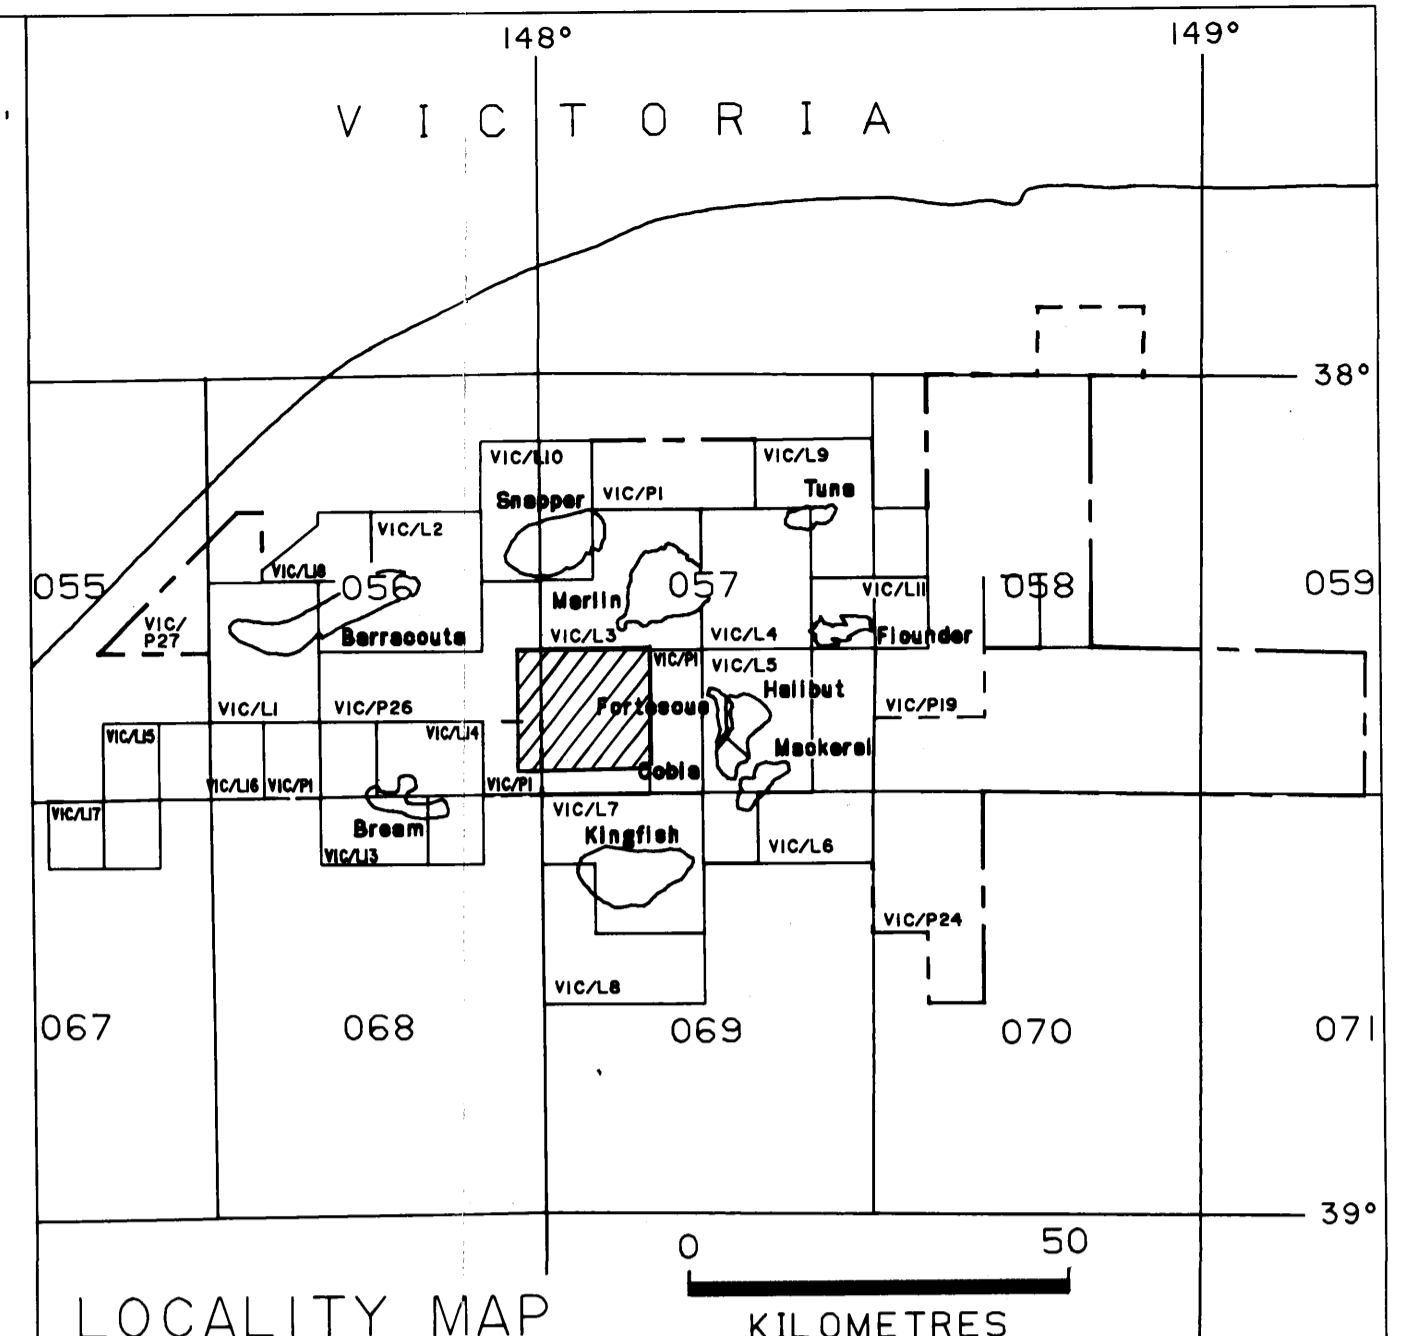 148°
149°
VICTORIA
38°
VIC/L10
VIC/L9
Snapper
VIC/P1
Tuna
VIC/L2
VIC/L18
055
056
057
058
059
VIC/L11
Marlin
VIC/
P27
Barracouta
VIC/L3
VIC/L4
Flounder
VIC/P1
VIC/L5
Halibut
Fortescue
VIC/L1
VIC/P26
VIC/P19
VIC/L15
VIC/L14
Mackerel
Cobia
VIC/L16
VIC/P1
VIC/P1
VIC/L17
VIC/L7
Bream
Kingfish
VIC/L13
VIC/L6
VIC/P24
VIC/L8
067
068
069
070
071
39°
0
50
LOCALITY MAP
KILOMETRES